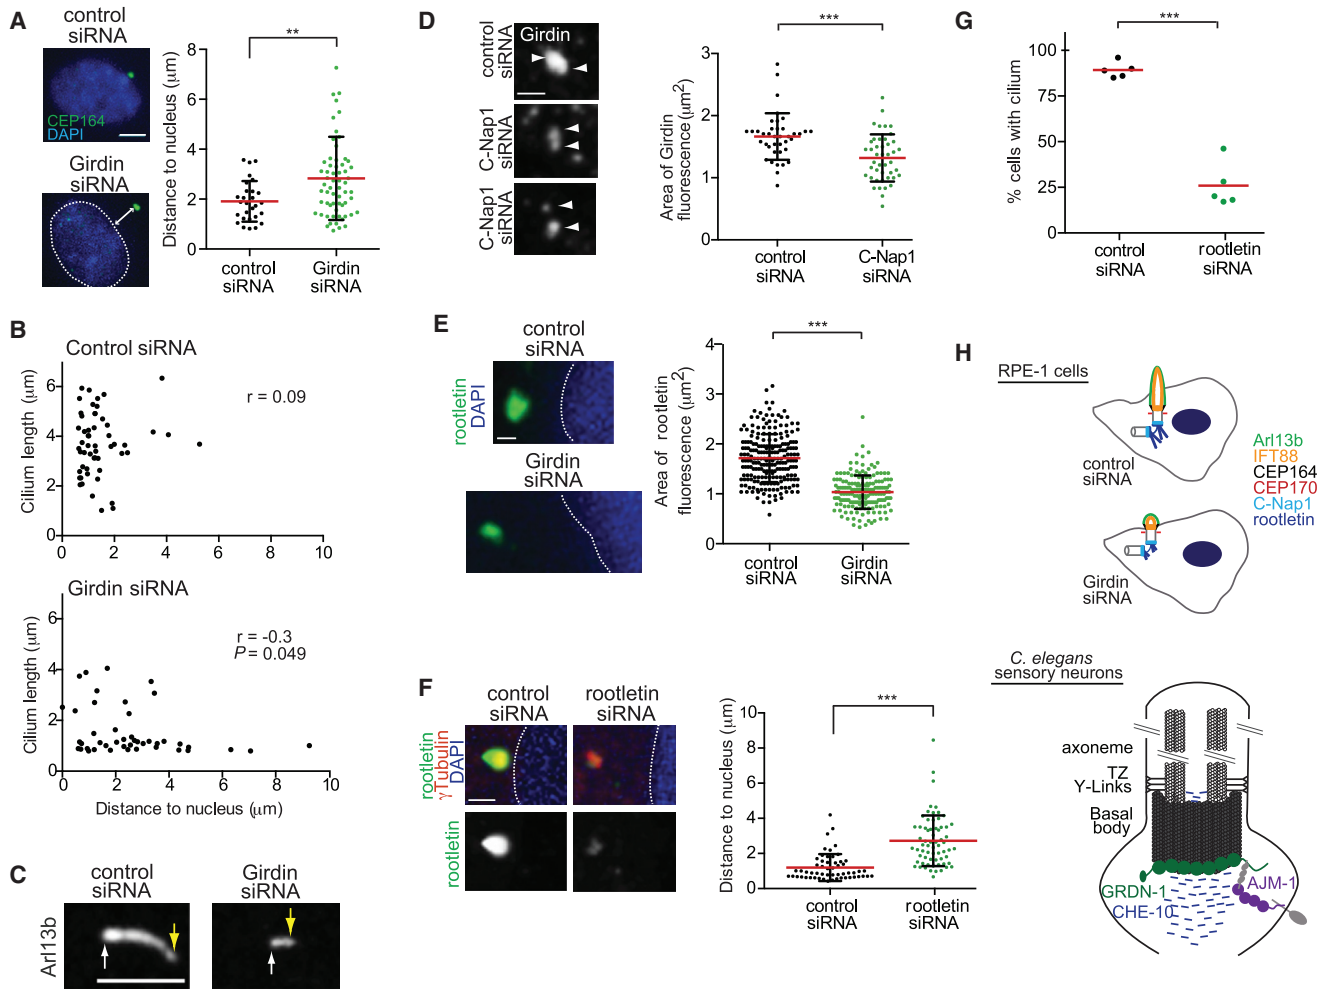 A
control
siRNA
CEP164
DAPI
Girdin
siRNA
**
Distance to nucleus (μm)
8
6
4
2
0
control
siRNA
Girdin
siRNA
B
Control siRNA
Cilium length (μm)
6
4
2
0
r = 0.09
0 2 4 6 8 10
Girdin siRNA
Cilium length (μm)
6
4
2
0
r = -0.3
P = 0.049
0 2 4 6 8 10
Distance to nucleus (μm)
C
control
siRNA
Girdin
siRNA
Arl13b
D
Girdin
control
siRNA
C-Nap1
siRNA
C-Nap1
siRNA
***
Area of Girdin
fluorescence (μm2)
3
2
1
0
control
siRNA
C-Nap1
siRNA
E
control
siRNA
rootletin
DAPI
Girdin
siRNA
***
Area of rootletin
fluorescence (μm2)
4
3
2
1
0
control
siRNA
Girdin
siRNA
F
control
siRNA
rootletin
siRNA
rootletin
γTubulin
DAPI
rootletin
***
Distance to nucleus (μm)
10
8
6
4
2
0
control
siRNA
rootletin
siRNA
G
***
% cells with cilium
100
75
50
25
0
control
siRNA
rootletin
siRNA
H
RPE-1 cells
control
siRNA
Arl13b
IFT88
CEP164
CEP170
C-Nap1
rootletin
Girdin
siRNA
C. elegans
sensory neurons
axoneme
TZ
Y-Links
Basal
body
GRDN-1
AJM-1
CHE-10